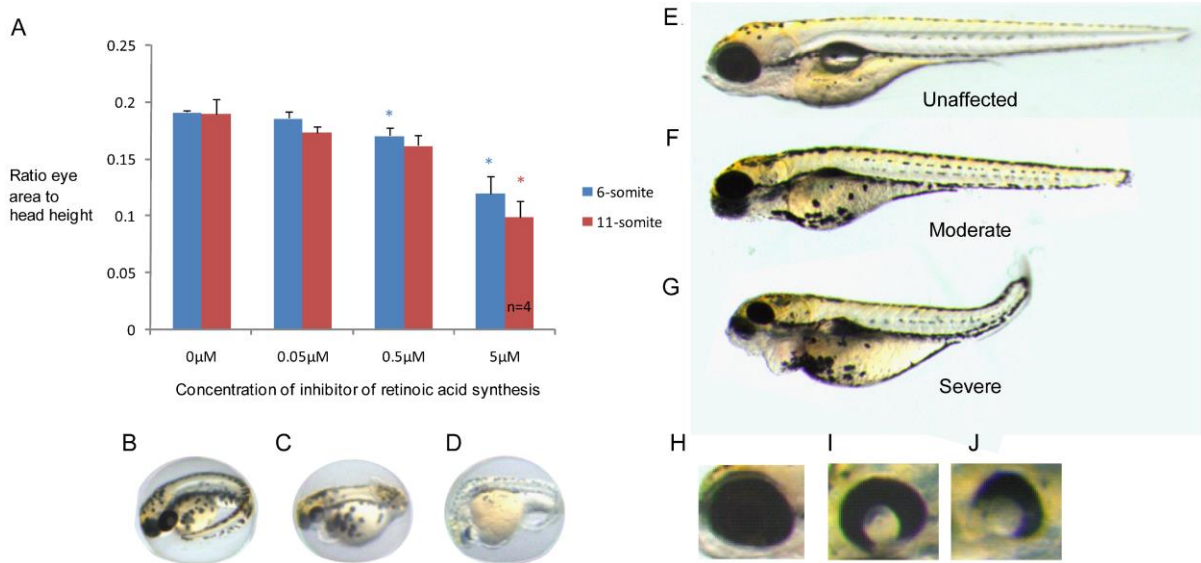 A
0.25
0.2
0.15
0.1
0.05
0
Ratio eye
area to
head height
*
*
*
n=4
6-somite
11-somite
0µM
0.05µM
0.5µM
5µM
Concentration of inhibitor of retinoic acid synthesis
B
C
D
E
Unaffected
F
Moderate
G
Severe
H
I
J